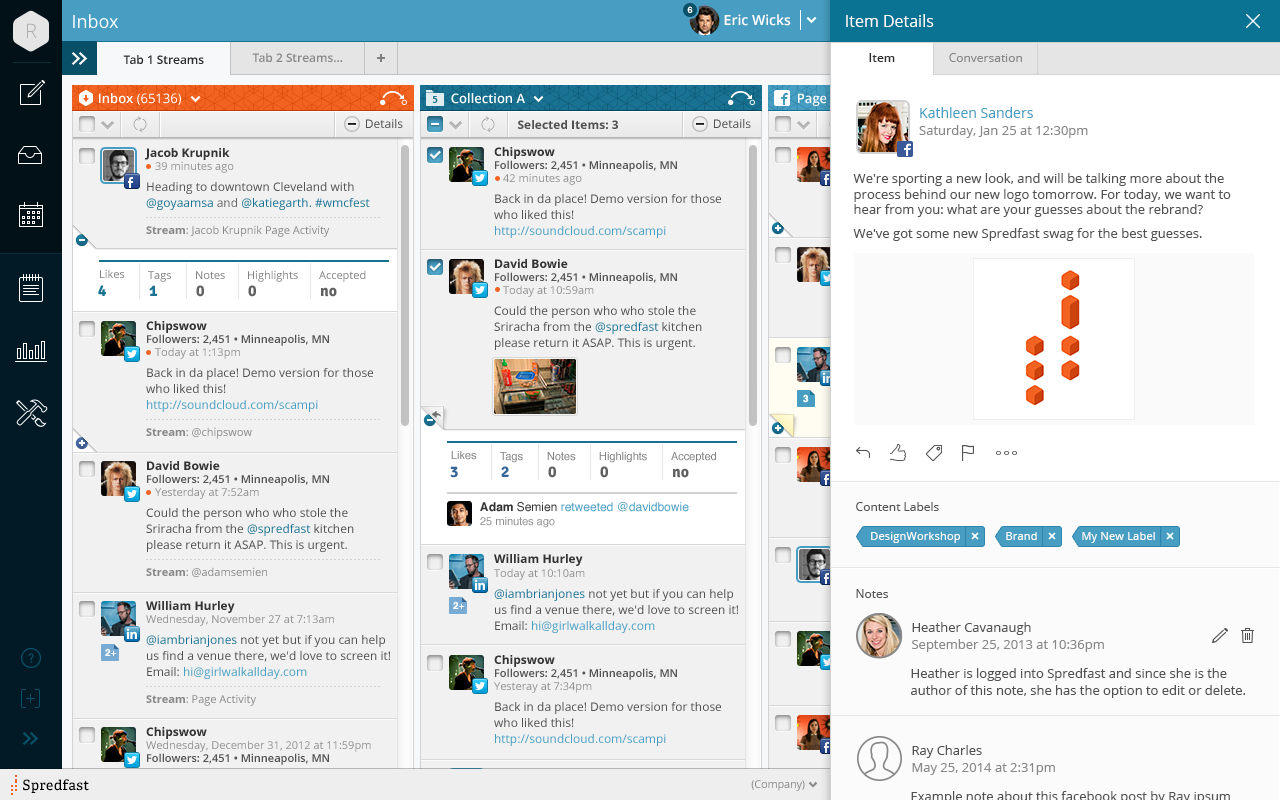 R
Inbox
6
Eric Wicks
Tab 1 Streams
Tab 2 Streams...
+
Inbox (65136)
Details
Jacob Krupnik
39 minutes ago
Heading to downtown Cleveland with
@goyaamsa and @katiegarth. #wmcfest
Stream: Jacob Krupnik Page Activity
Likes Tags Notes Highlights Accepted
4 1 0 0 no
Chipswow
Followers: 2,451 • Minneapolis, MN
Today at 1:13pm
Back in da place! Demo version for those
who liked this!
http://soundcloud.com/scampi
Stream: @chipswow
David Bowie
Followers: 2,451 • Minneapolis, MN
Yesterday at 7:52am
Could the person who who stole the
Sriracha from the @spredfast kitchen
please return it ASAP. This is urgent.
Stream: @adamsemien
William Hurley
Wednesday, November 27 at 7:13am
2+
@iambrianjones not yet but if you can help
us find a venue there, we'd love to screen it!
Email: hi@girlwalkallday.com
Stream: Page Activity
Chipswow
Wednesday, December 31, 2012 at 11:59pm
Followers: 2,451 • Minneapolis, MN
5
Collection A
Selected Items: 3
Details
Chipswow
Followers: 2,451 • Minneapolis, MN
42 minutes ago
Back in da place! Demo version for those
who liked this!
http://soundcloud.com/scampi
David Bowie
Followers: 2,451 • Minneapolis, MN
Today at 10:59am
Could the person who who stole the
Sriracha from the @spredfast kitchen
please return it ASAP. This is urgent.
Likes Tags Notes Highlights Accepted
3 2 0 0 no
Adam Semien retweeted @davidbowie
25 minutes ago
William Hurley
Today at 10:10am
2+
@iambrianjones not yet but if you can help
us find a venue there, we'd love to screen it!
Email: hi@girlwalkallday.com
Chipswow
Followers: 2,451 • Minneapolis, MN
Yesteray at 7:34pm
Back in da place! Demo version for those
who liked this!
http://soundcloud.com/scampi
Page
3
Spredfast
(Company)
Item Details
Item
Conversation
Kathleen Sanders
Saturday, Jan 25 at 12:30pm
We're sporting a new look, and will be talking more about the
process behind our new logo tomorrow. For today, we want to
hear from you: what are your guesses about the rebrand?
We've got some new Spredfast swag for the best guesses.
Content Labels
DesignWorkshop × Brand × My New Label ×
Notes
Heather Cavanaugh
September 25, 2013 at 10:36pm
Heather is logged into Spredfast and since she is the
author of this note, she has the option to edit or delete.
Ray Charles
May 25, 2014 at 2:31pm
Example note about this facebook post by Ray ipsum